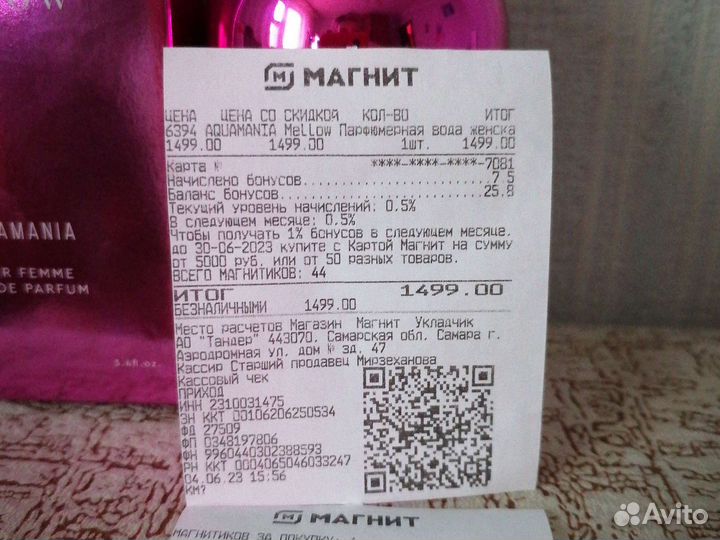 W
AMANIA
R FEMME
DE PARFUM
3.4fl.oz.
МАГНИТ
ЦЕНА ЦЕНА СО СКИДКОЙ КОЛ-ВО ИТОГ
6394 AQUAMANIA Mellow Парфюмерная вода женска
1499.00 1499.00 1шт. 1499.00
Карта № ****-****-****-7081
Начислено бонусов 7 5
Баланс бонусов 25.8
Текущий уровень начислений: 0.5%
В следующем месяце: 0.5%
Чтобы получать 1% бонусов в следующем месяце.
до 30-06-2023 купите с Картой Магнит на сумму
от 5000 руб. или от 50 разных товаров.
ВСЕГО МАГНИТИКОВ: 44
ИТОГ 1499.00
БЕЗНАЛИЧНЫМИ 1499.00
Место расчетов Магазин Магнит Укладчик
АО "Тандер" 443070. Самарская обл. Самара г.
Аэродромная ул. дом № зд. 47
Кассир Старший продавец Мирзеханова
Кассовый чек
ПРИХОД
ИНН 2310031475
ЗН ККТ 00106206250534
ФД 27509
ФП 0348197806
ФН 9960440302388593
РН ККТ 0004065046033247
04.06.23 15:56
КМ?
МАГНИТ
МАГНИТИКОВ ЗА ПОКУПКУ:
Avito